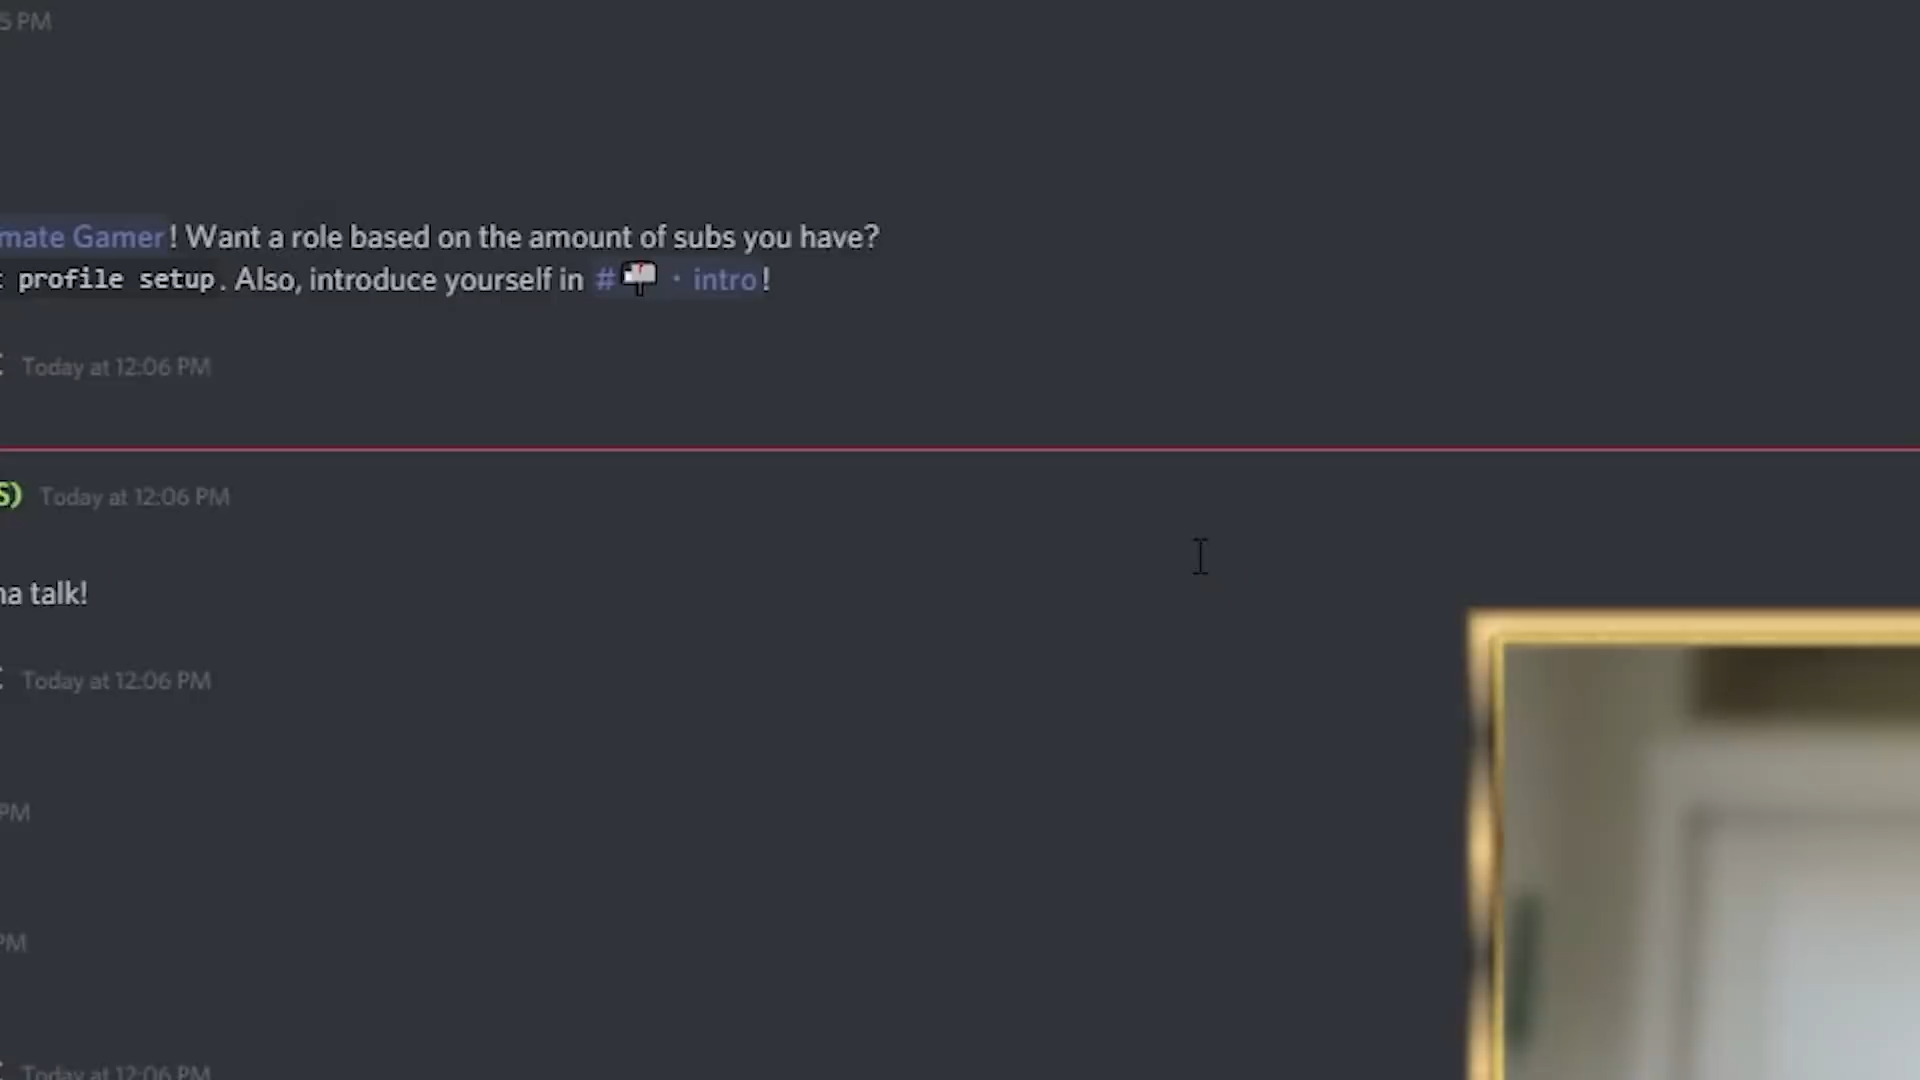 5 PM
mate Gamer! Want a role based on the amount of subs you have?
profile setup. Also, introduce yourself in # · intro!
Today at 12:06 PM
S) Today at 12:06 PM
na talk!
Today at 12:06 PM
PM
PM
Today at 12:06 PM